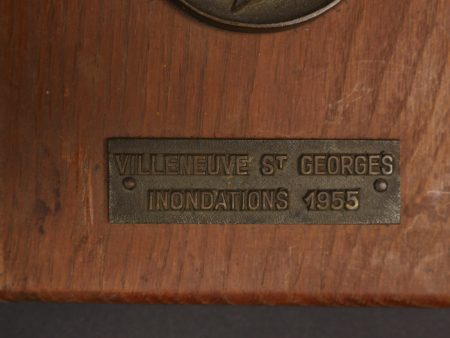 VILLENEUVE ST GEORGES
INONDATIONS 1955